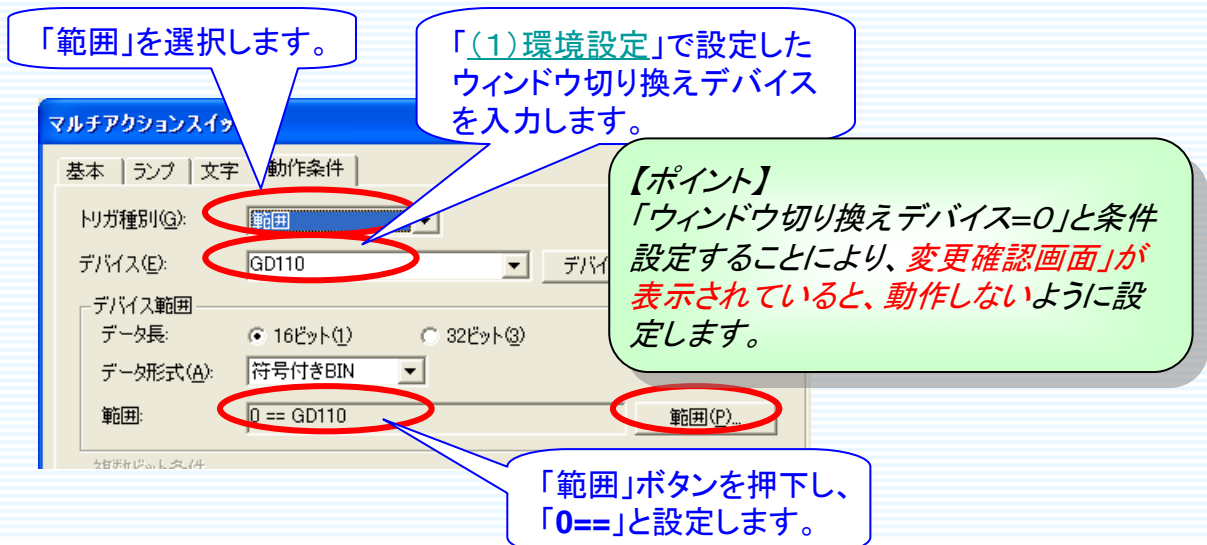 「範囲」を選択します。
「(1)環境設定」で設定した
ウィンドウ切り換えデバイス
を入力します。
マルチアクションスイッ
基本
ランプ
文字
動作条件
トリガ種別(G):
範囲
デバイス(E):
GD110
デバイ
【ポイント】
「ウィンドウ切り換えデバイス=0」と条件
設定することにより、変更確認画面」が
表示されていると、動作しないように設
定します。
デバイス範囲
データ長:
16ビット(1)
32ビット(3)
データ形式(A):
符号付きBIN
範囲:
0 == GD110
範囲(P)...
複数ビット条件
「範囲」ボタンを押下し、
「0==」と設定します。